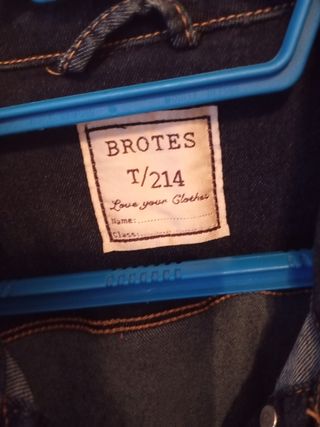 BROTES
T/214
Love your Clothes
Name:
Class: